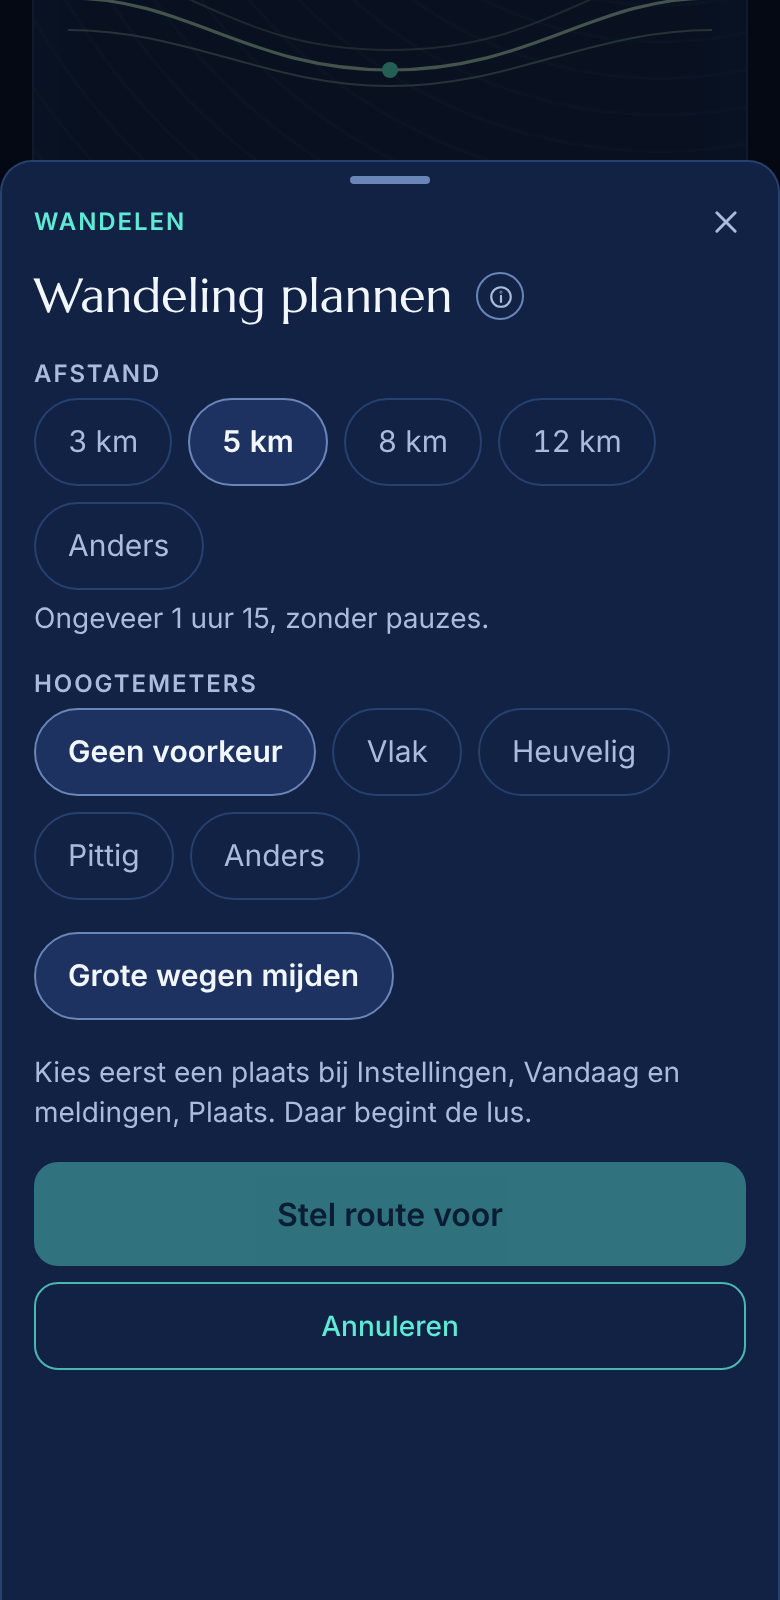 WANDELEN
Wandeling plannen
AFSTAND
3 km
5 km
8 km
12 km
Anders
Ongeveer 1 uur 15, zonder pauzes.
HOOGTEMETERS
Geen voorkeur
Vlak
Heuvelig
Pittig
Anders
Grote wegen mijden
Kies eerst een plaats bij Instellingen, Vandaag en
meldingen, Plaats. Daar begint de lus.
Stel route voor
Annuleren